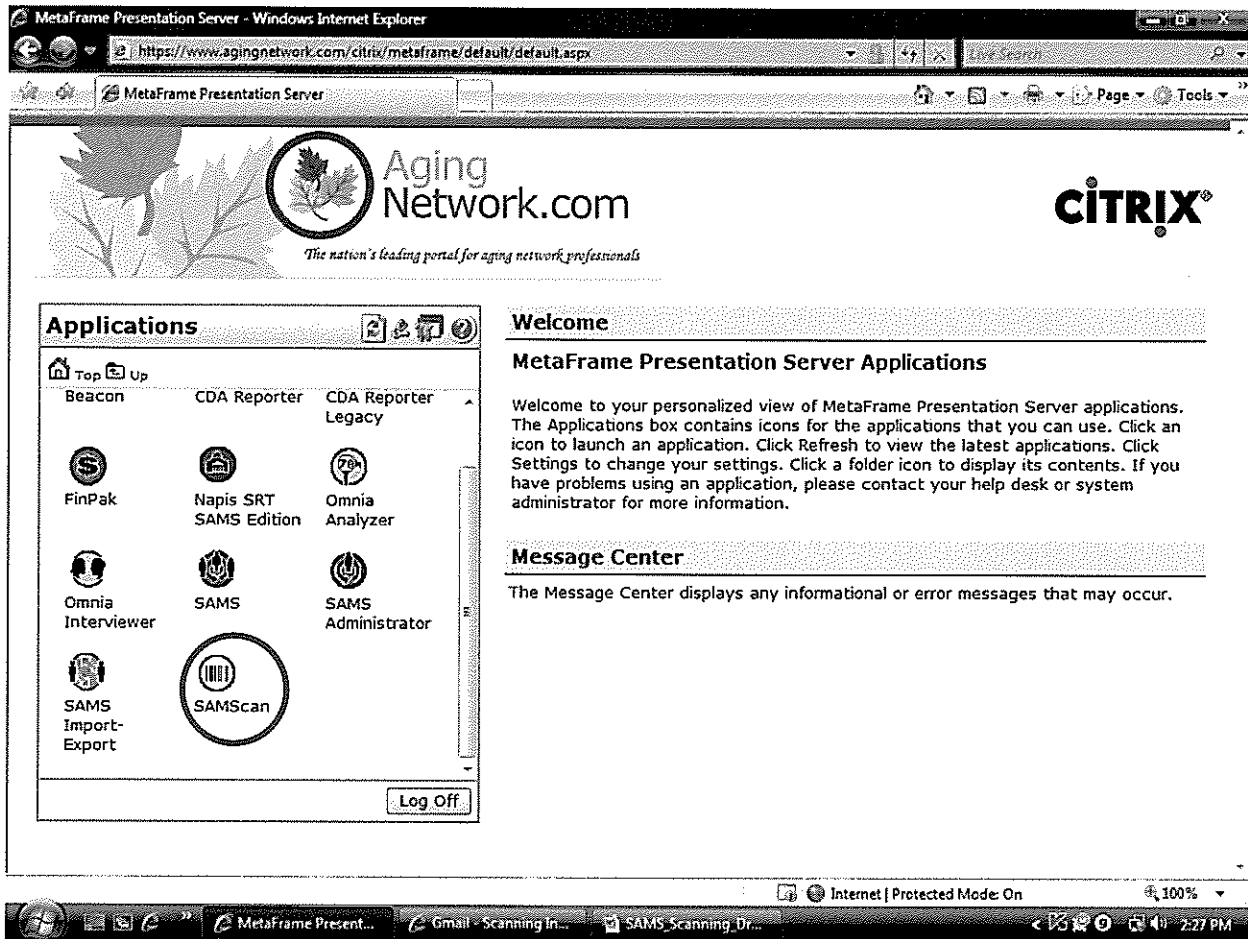 MetaFrame Presentation Server - Windows Internet Explorer
https://www.agingnetwork.com/citrix/metaframe/default/default.aspx
Live Search
MetaFrame Presentation Server
Page
Tools
Aging
Network.com
The nation's leading portal for aging network professionals
CITRIX®
Applications
Top Up
Beacon
CDA Reporter
CDA Reporter
Legacy
FinPak
Napis SRT
SAMS Edition
Omnia
Analyzer
Omnia
Interviewer
SAMS
SAMS
Administrator
SAMS
Import-
Export
SAMScan
Log Off
Welcome
MetaFrame Presentation Server Applications
Welcome to your personalized view of MetaFrame Presentation Server applications.
The Applications box contains icons for the applications that you can use. Click an
icon to launch an application. Click Refresh to view the latest applications. Click
Settings to change your settings. Click a folder icon to display its contents. If you
have problems using an application, please contact your help desk or system
administrator for more information.
Message Center
The Message Center displays any informational or error messages that may occur.
Internet | Protected Mode: On
100%
MetaFrame Present...
Gmail - Scanning In...
SAMS_Scanning_Dr...
2:27 PM